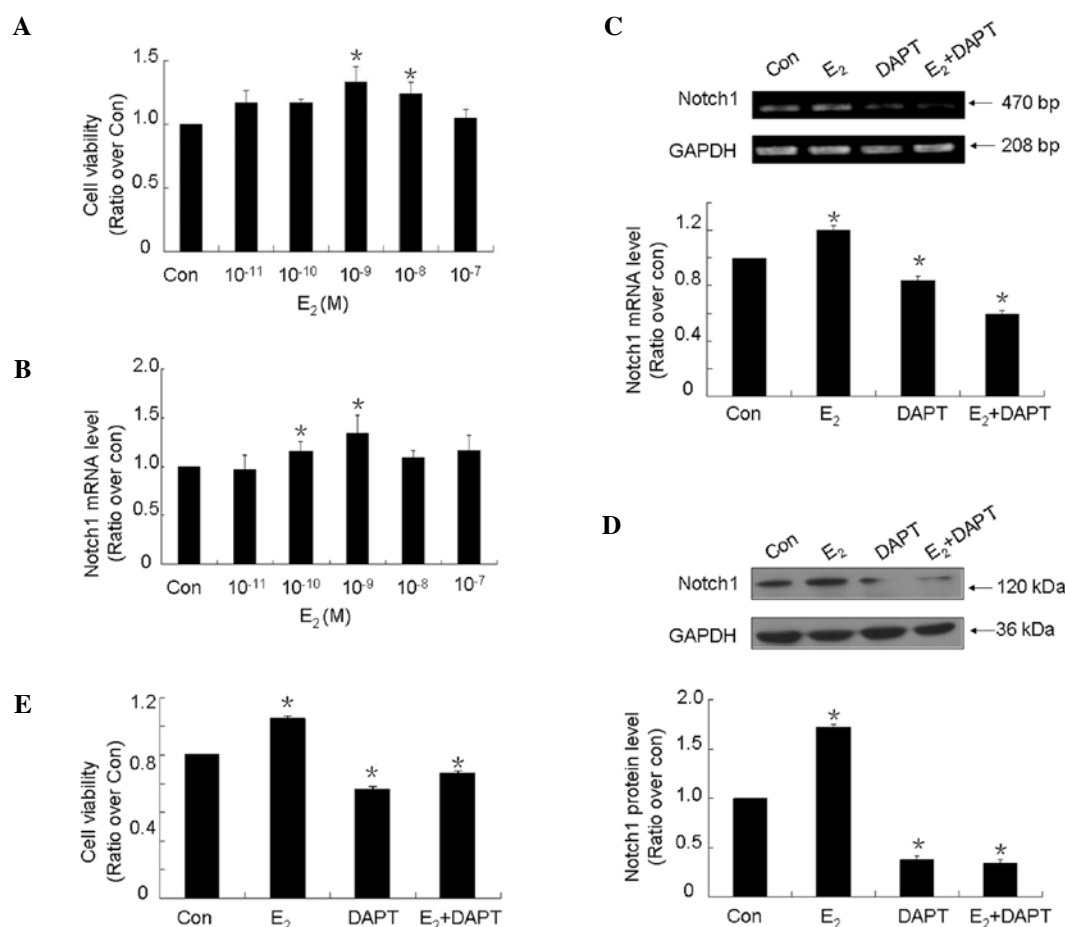 A
Cell viability
(Ratio over Con)
1.5
1.0
0.5
0
* *
Con 10⁻¹¹ 10⁻¹⁰ 10⁻⁹ 10⁻⁸ 10⁻⁷
E₂ (M)
B
Notch1 mRNA level
(Ratio over con)
2.0
1.5
1.0
0.5
0
* *
Con 10⁻¹¹ 10⁻¹⁰ 10⁻⁹ 10⁻⁸ 10⁻⁷
E₂ (M)
E
Cell viability
(Ratio over Con)
1.2
0.8
0.4
0
* * *
Con E₂ DAPT E₂+DAPT
C
Con E₂ DAPT E₂+DAPT
Notch1 ← 470 bp
GAPDH ← 208 bp
Notch1 mRNA level
(Ratio over con)
1.2
0.8
0.4
0
* * *
Con E₂ DAPT E₂+DAPT
D
Con E₂ DAPT E₂+DAPT
Notch1 ← 120 kDa
GAPDH ← 36 kDa
Notch1 protein level
(Ratio over con)
2.0
1.5
1.0
0.5
0
* * *
Con E₂ DAPT E₂+DAPT